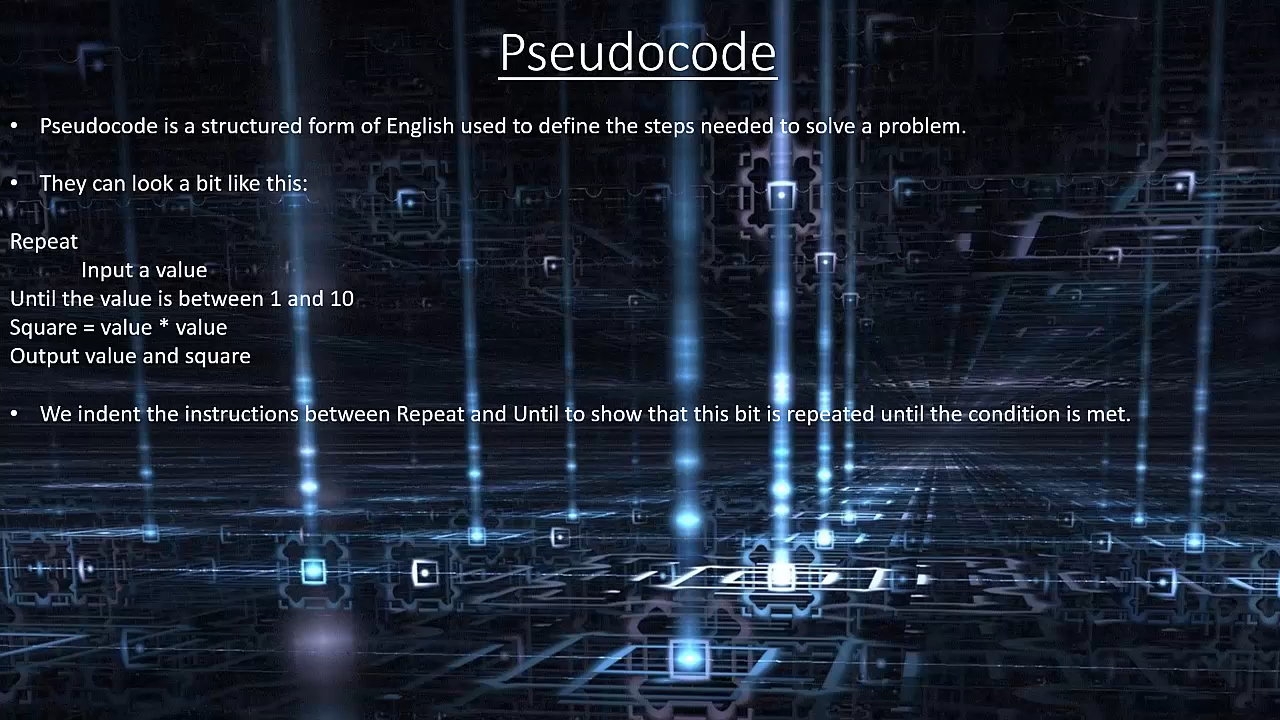 Pseudocode
• Pseudocode is a structured form of English used to define the steps needed to solve a problem.
• They can look a bit like this:
Repeat
Input a value
Until the value is between 1 and 10
Square = value * value
Output value and square
• We indent the instructions between Repeat and Until to show that this bit is repeated until the condition is met.